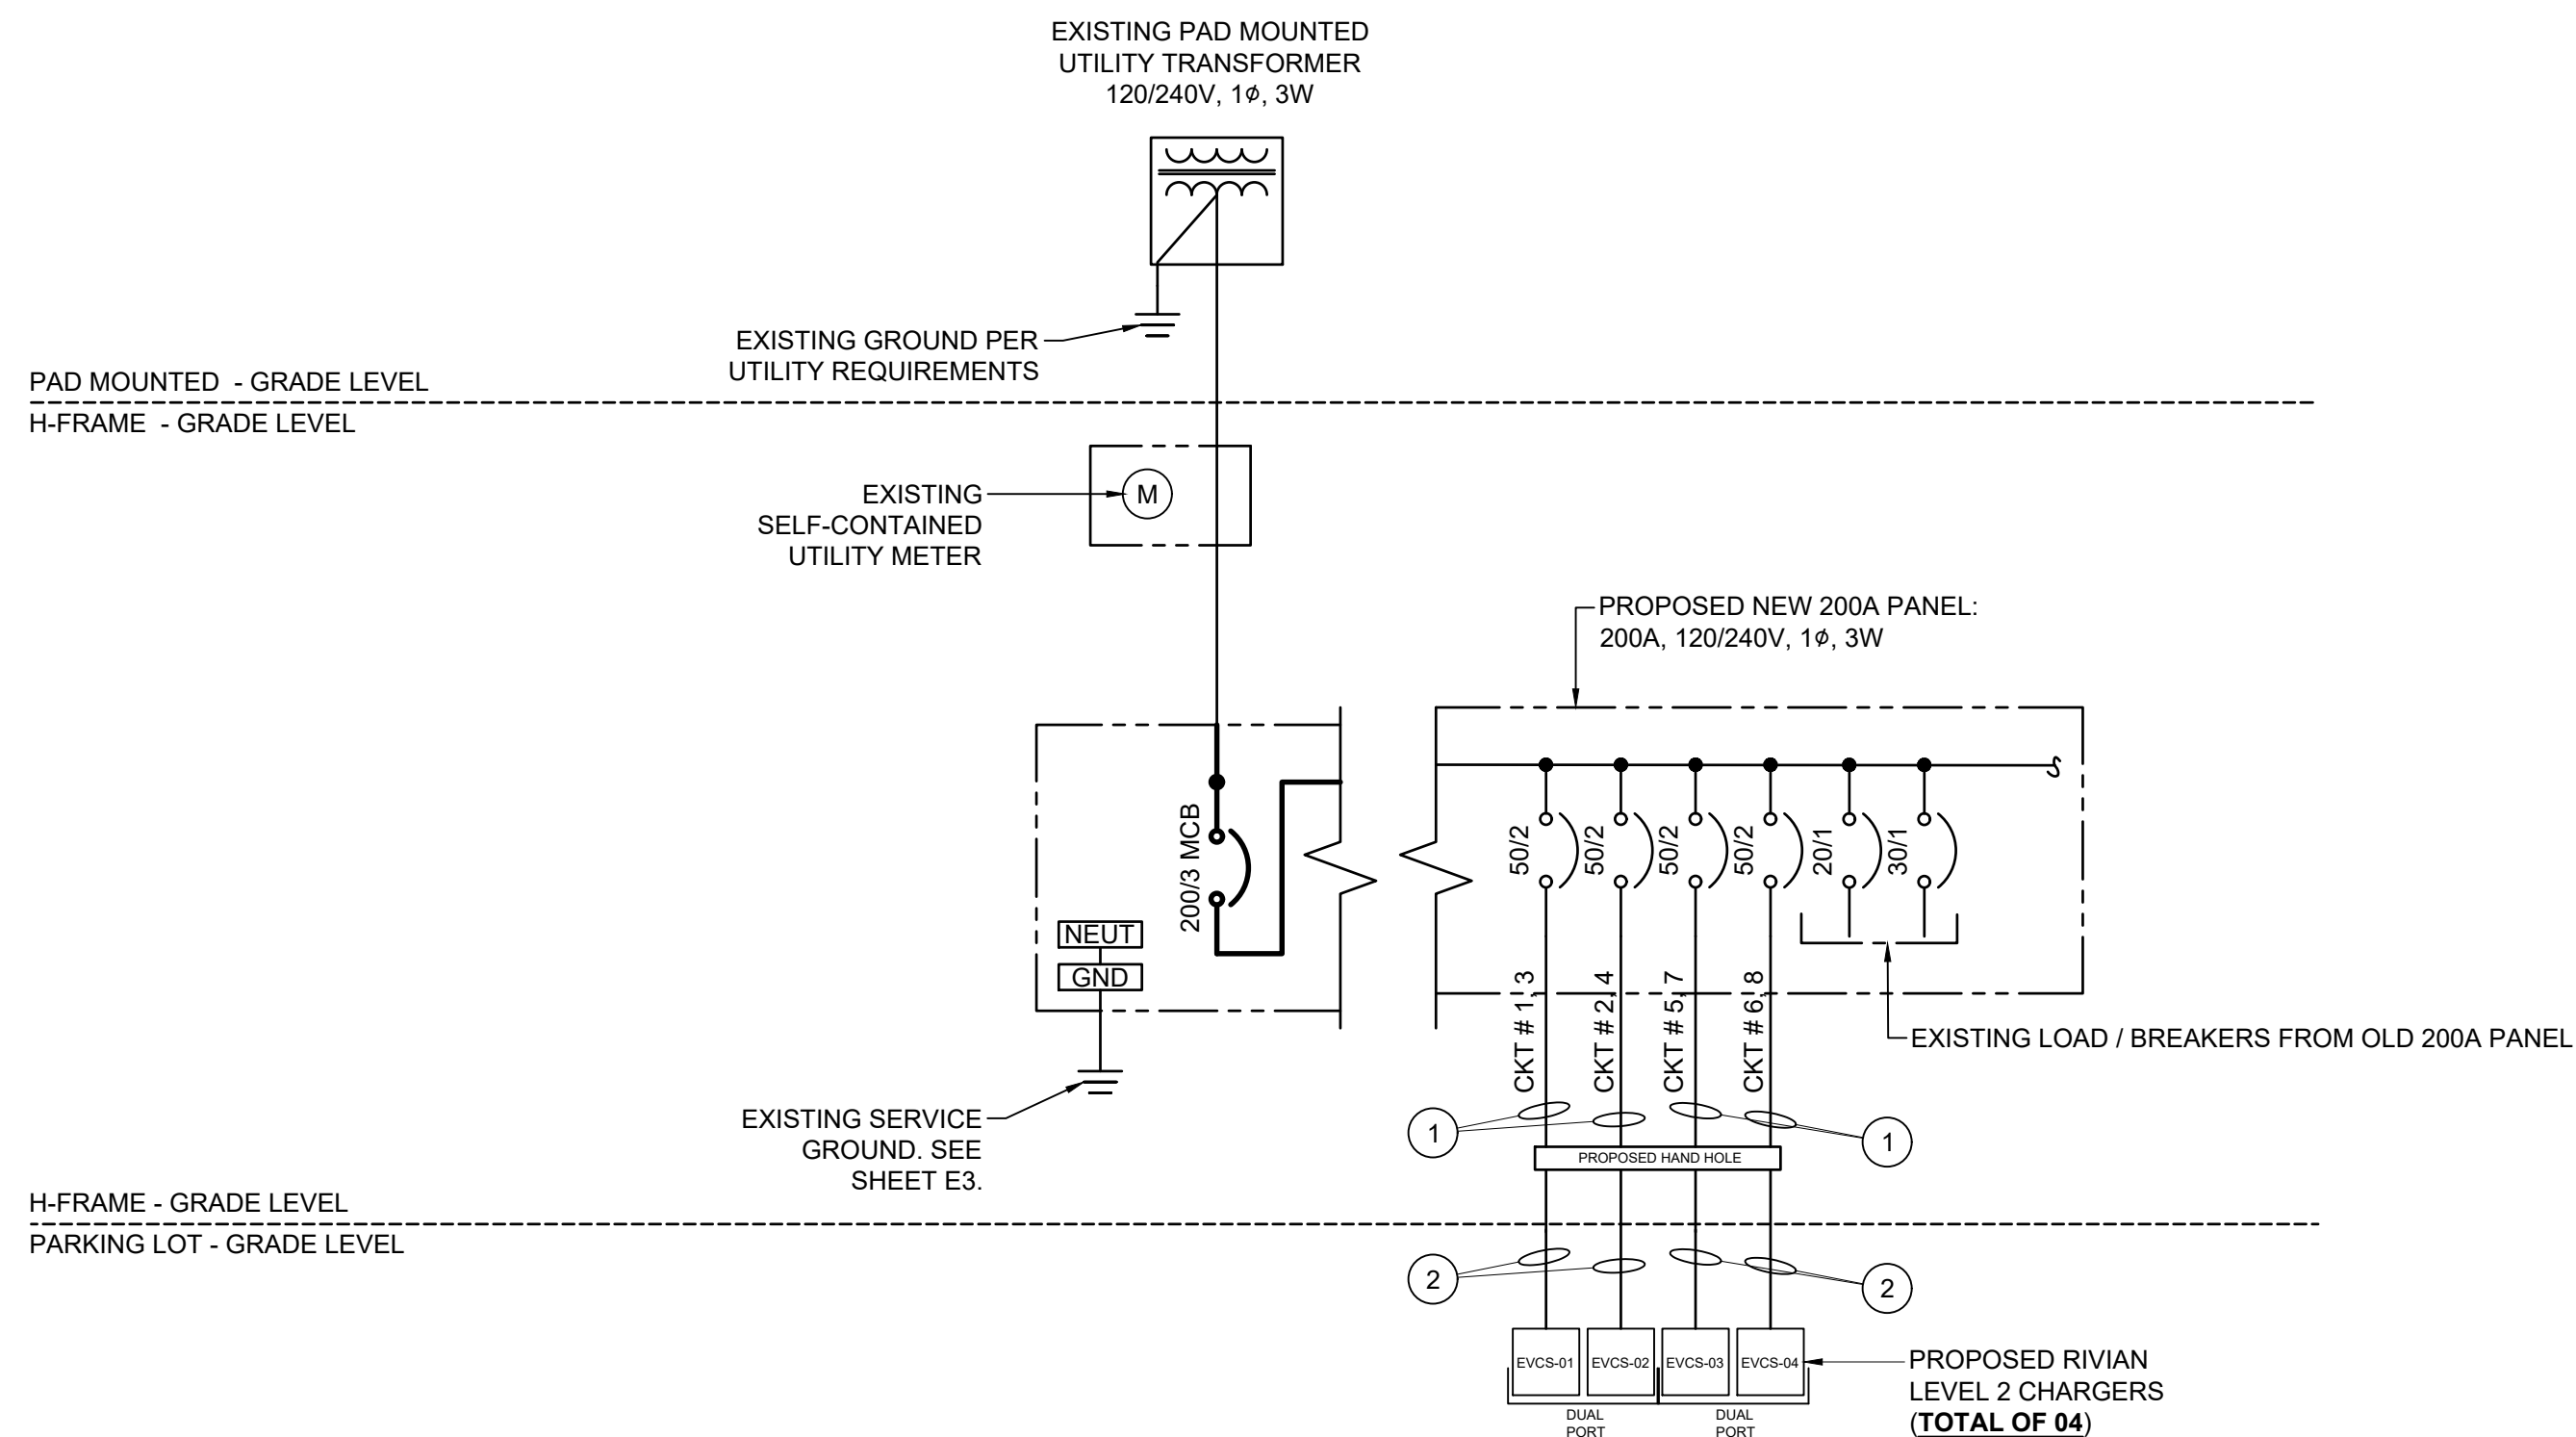 EXISTING PAD MOUNTED
UTILITY TRANSFORMER
120/240V, 1ϕ, 3W
EXISTING GROUND PER
UTILITY REQUIREMENTS
PAD MOUNTED - GRADE LEVEL
H-FRAME - GRADE LEVEL
EXISTING
SELF-CONTAINED
UTILITY METER
M
PROPOSED NEW 200A PANEL:
200A, 120/240V, 1ϕ, 3W
200/3 MCB
NEUT
GND
50/2
50/2
50/2
50/2
20/1
30/1
CKT # 1, 3
CKT # 2, 4
CKT # 5, 7
CKT # 6, 8
EXISTING LOAD / BREAKERS FROM OLD 200A PANEL
EXISTING SERVICE
GROUND. SEE
SHEET E3.
1
1
PROPOSED HAND HOLE
H-FRAME - GRADE LEVEL
PARKING LOT - GRADE LEVEL
2
2
EVCS-01
EVCS-02
EVCS-03
EVCS-04
DUAL
PORT
DUAL
PORT
PROPOSED RIVIAN
LEVEL 2 CHARGERS
(TOTAL OF 04)